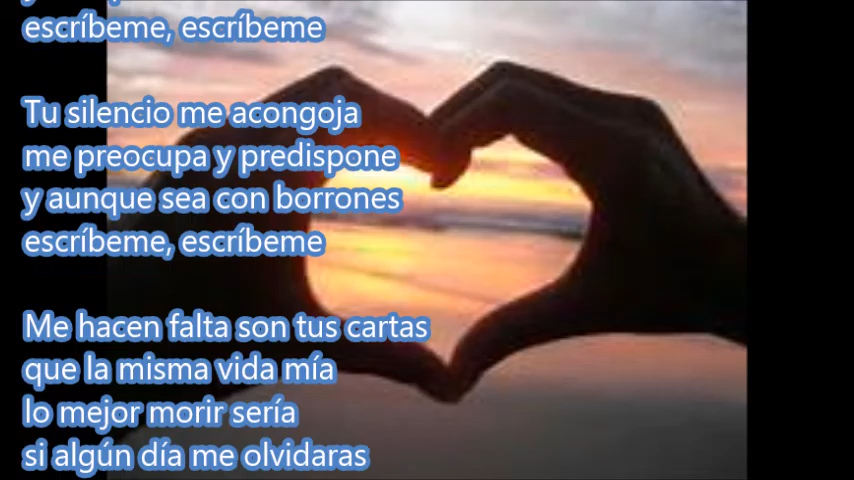 escríbeme, escríbeme
Tu silencio me acongoja
me preocupa y predispone
y aunque sea con borrones
escríbeme, escríbeme
Me hacen falta son tus cartas
que la misma vida mía
lo mejor morir sería
si algún día me olvidaras